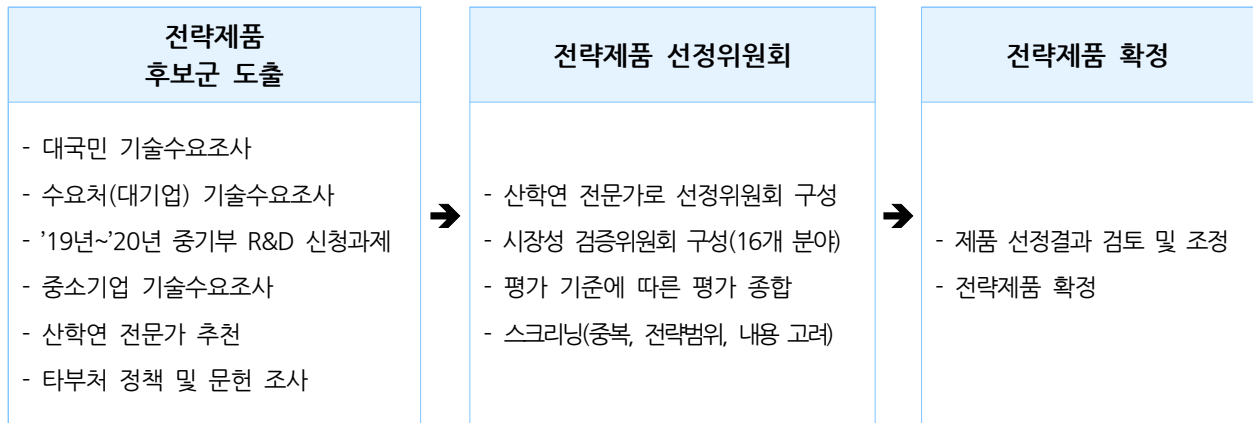 전략제품
후보군 도출
- 대국민 기술수요조사
- 수요처(대기업) 기술수요조사
- ’19년~’20년 중기부 R&D 신청과제
- 중소기업 기술수요조사
- 산학연 전문가 추천
- 타부처 정책 및 문헌 조사
전략제품 선정위원회
- 산학연 전문가로 선정위원회 구성
- 시장성 검증위원회 구성(16개 분야)
- 평가 기준에 따른 평가 종합
- 스크리닝(중복, 전략범위, 내용 고려)
전략제품 확정
- 제품 선정결과 검토 및 조정
- 전략제품 확정